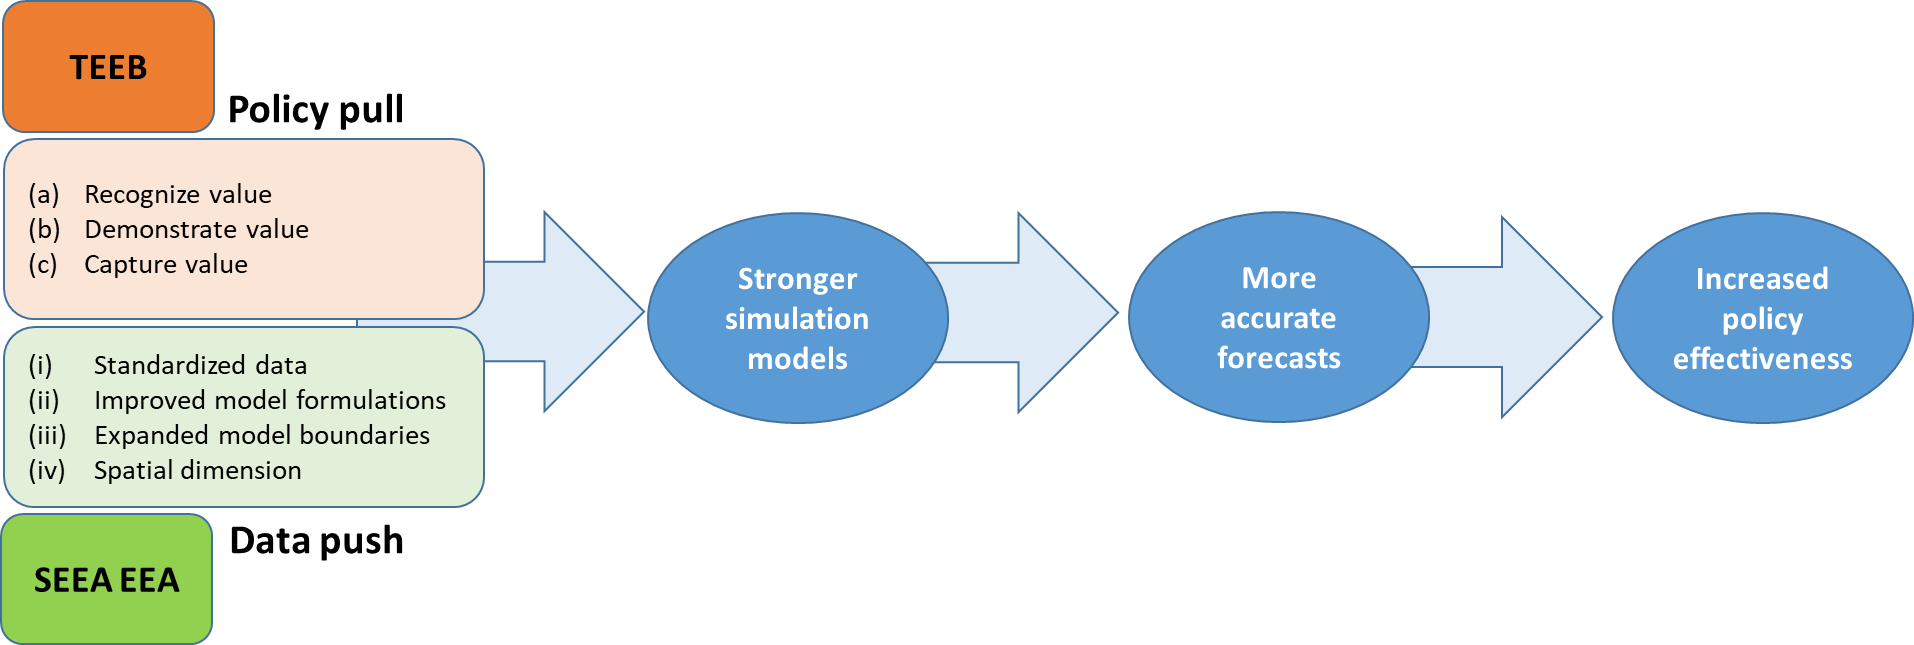 TEEB
Policy pull
(a) Recognize value
(b) Demonstrate value
(c) Capture value
(i) Standardized data
(ii) Improved model formulations
(iii) Expanded model boundaries
(iv) Spatial dimension
Data push
SEEA EEA
Stronger
simulation
models
More
accurate
forecasts
Increased
policy
effectiveness